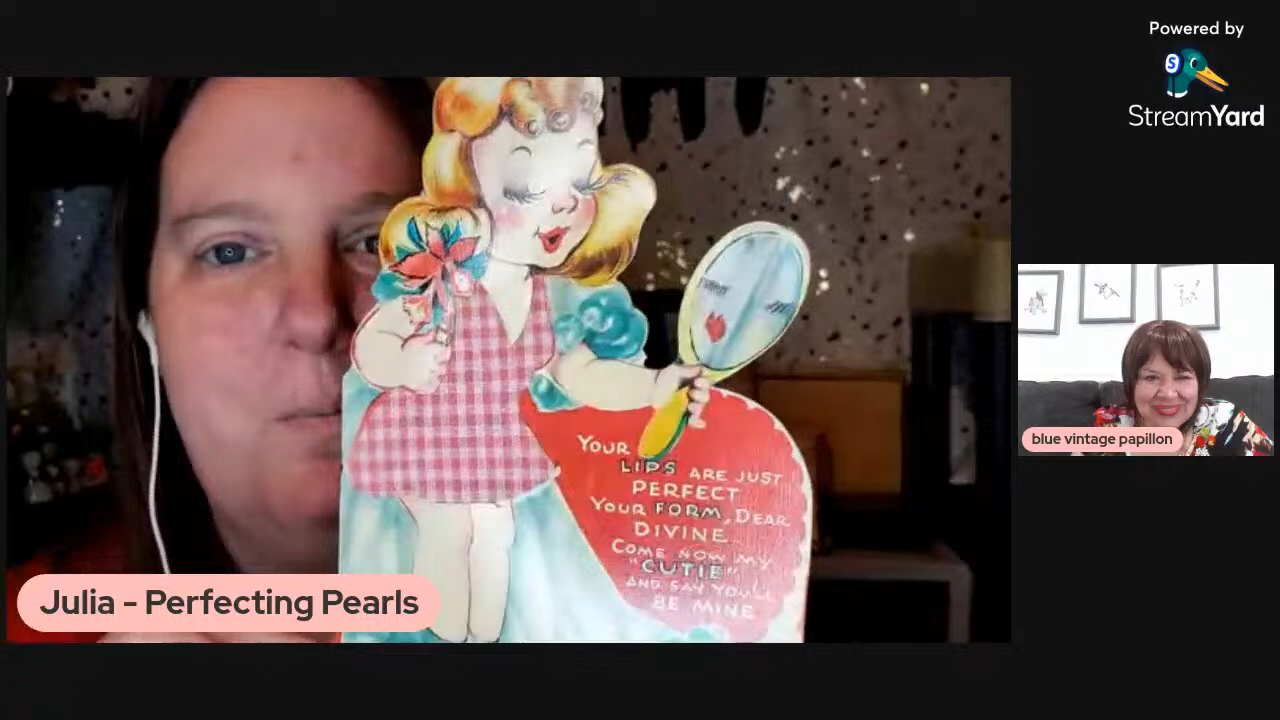 Powered by
S
StreamYard
YOUR
LIPS ARE JUST
PERFECT
YOUR FORM, DEAR
DIVINE
COME NOW MY
"CUTIE"
AND SAY YOU'LL
BE MINE
blue vintage papillon
Julia - Perfecting Pearls